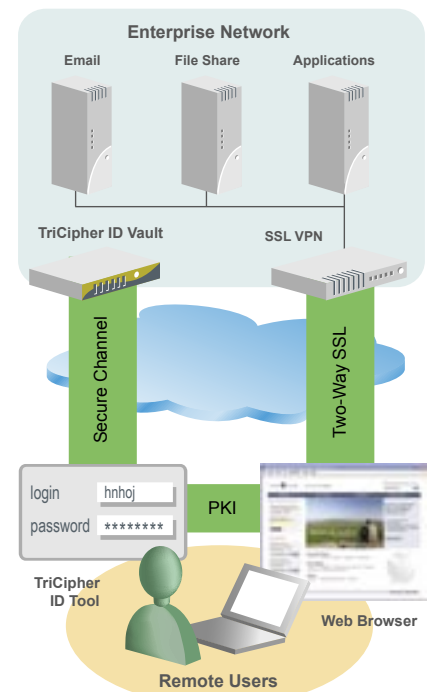 Enterprise Network
Email
File Share
Applications
TriCipher ID Vault
SSL VPN
Secure Channel
Two-Way SSL
login
hnhoj
password
********
PKI
TriCipher
ID Tool
Web Browser
Remote Users